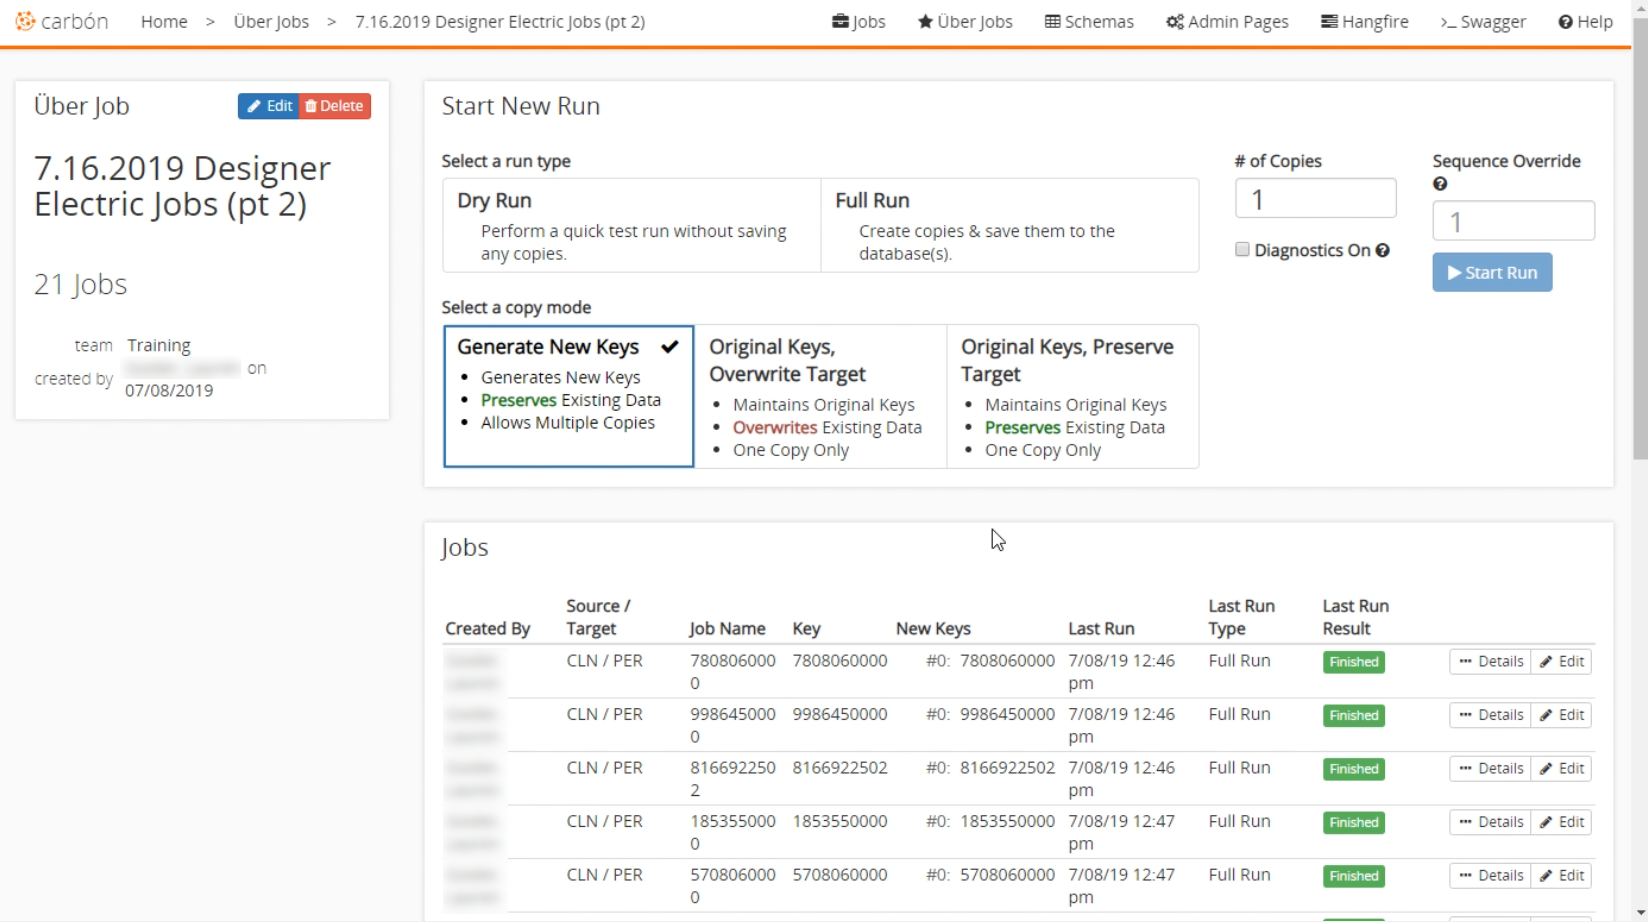 carbón Home > Über Jobs > 7.16.2019 Designer Electric Jobs (pt 2) Jobs Über Jobs Schemas Admin Pages Hangfire >_ Swagger Help
Über Job Edit Delete
7.16.2019 Designer
Electric Jobs (pt 2)
21 Jobs
team Training
created by on
07/08/2019
Start New Run
Select a run type
Dry Run
Perform a quick test run without saving
any copies.
Full Run
Create copies & save them to the
database(s).
# of Copies
1
Diagnostics On
Sequence Override
1
Start Run
Select a copy mode
Generate New Keys
• Generates New Keys
• Preserves Existing Data
• Allows Multiple Copies
Original Keys,
Overwrite Target
• Maintains Original Keys
• Overwrites Existing Data
• One Copy Only
Original Keys, Preserve
Target
• Maintains Original Keys
• Preserves Existing Data
• One Copy Only
Jobs
Created By Source / Target Job Name Key New Keys Last Run Last Run Type Last Run Result
CLN / PER 780806000 7808060000 #0: 7808060000 7/08/19 12:46 Full Run Finished Details Edit
0 pm
CLN / PER 998645000 9986450000 #0: 9986450000 7/08/19 12:46 Full Run Finished Details Edit
0 pm
CLN / PER 816692250 8166922502 #0: 8166922502 7/08/19 12:46 Full Run Finished Details Edit
2 pm
CLN / PER 185355000 1853550000 #0: 1853550000 7/08/19 12:47 Full Run Finished Details Edit
0 pm
CLN / PER 570806000 5708060000 #0: 5708060000 7/08/19 12:47 Full Run Finished Details Edit
0 pm